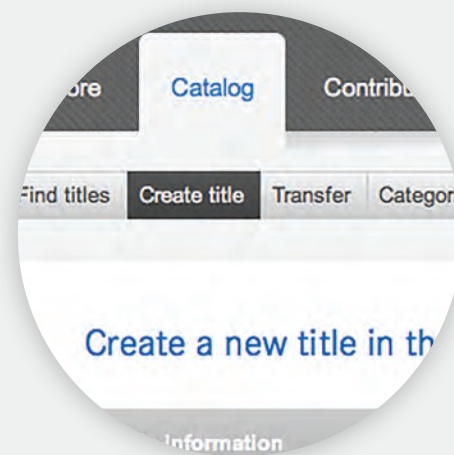 ore Catalog Contribu
Find titles Create title Transfer Categor
Create a new title in th
Information